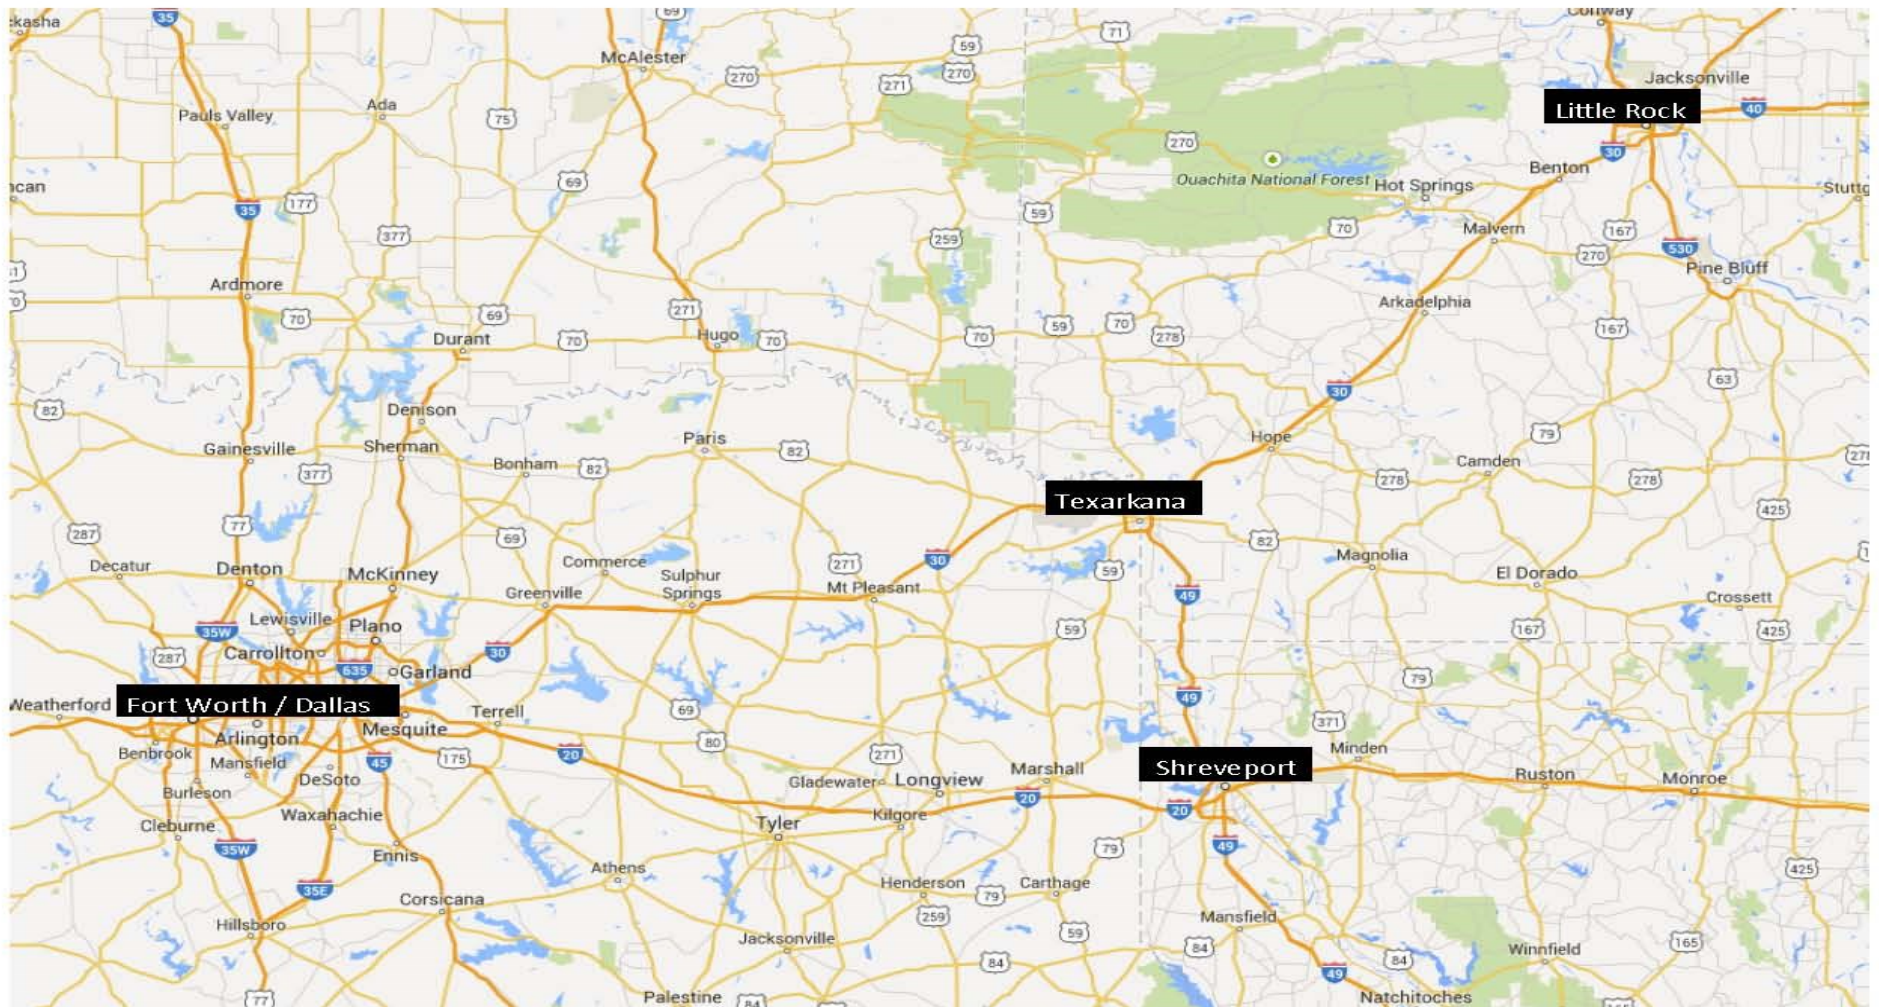 ckasha
35
69
McAlester
59
71
Conway
270
271
270
Jacksonville
Pauls Valley
Ada
75
Little Rock
40
270
30
Benton
69
Ouachita National Forest
Hot Springs
ncan
Stuttg
35
177
59
70
Malvern
167
377
259
270
530
Pine Bluff
Ardmore
Arkadelphia
70
69
271
Hugo
70
70
59
70
278
167
Durant
70
63
30
82
Denison
Gainesville
Sherman
Paris
82
Hope
79
377
Bonham
82
Camden
278
278
Texarkana
425
77
287
69
82
Decatur
Denton
McKinney
Commerce
271
30
59
Magnolia
El Dorado
Sulphur
Springs
Mt Pleasant
Greenville
49
Crossett
Lewisville
35W
Plano
59
167
425
287
Carrollton
635
Garland
30
79
49
Weatherford
Fort Worth / Dallas
Mesquite
Terrell
69
371
Arlington
Benbrook
Mansfield
45
175
20
80
271
Minden
DeSoto
Burleson
Gladewater
Longview
Marshall
Shreveport
Ruston
Monroe
20
20
Waxahachie
Cleburne
Tyler
Kilgore
35W
Ennis
79
49
35E
Athens
425
Corsicana
Henderson
79
Carthage
Hillsboro
259
59
Mansfield
Jacksonville
84
84
84
165
Winnfield
49
77
Palestine
84
Natchitoches